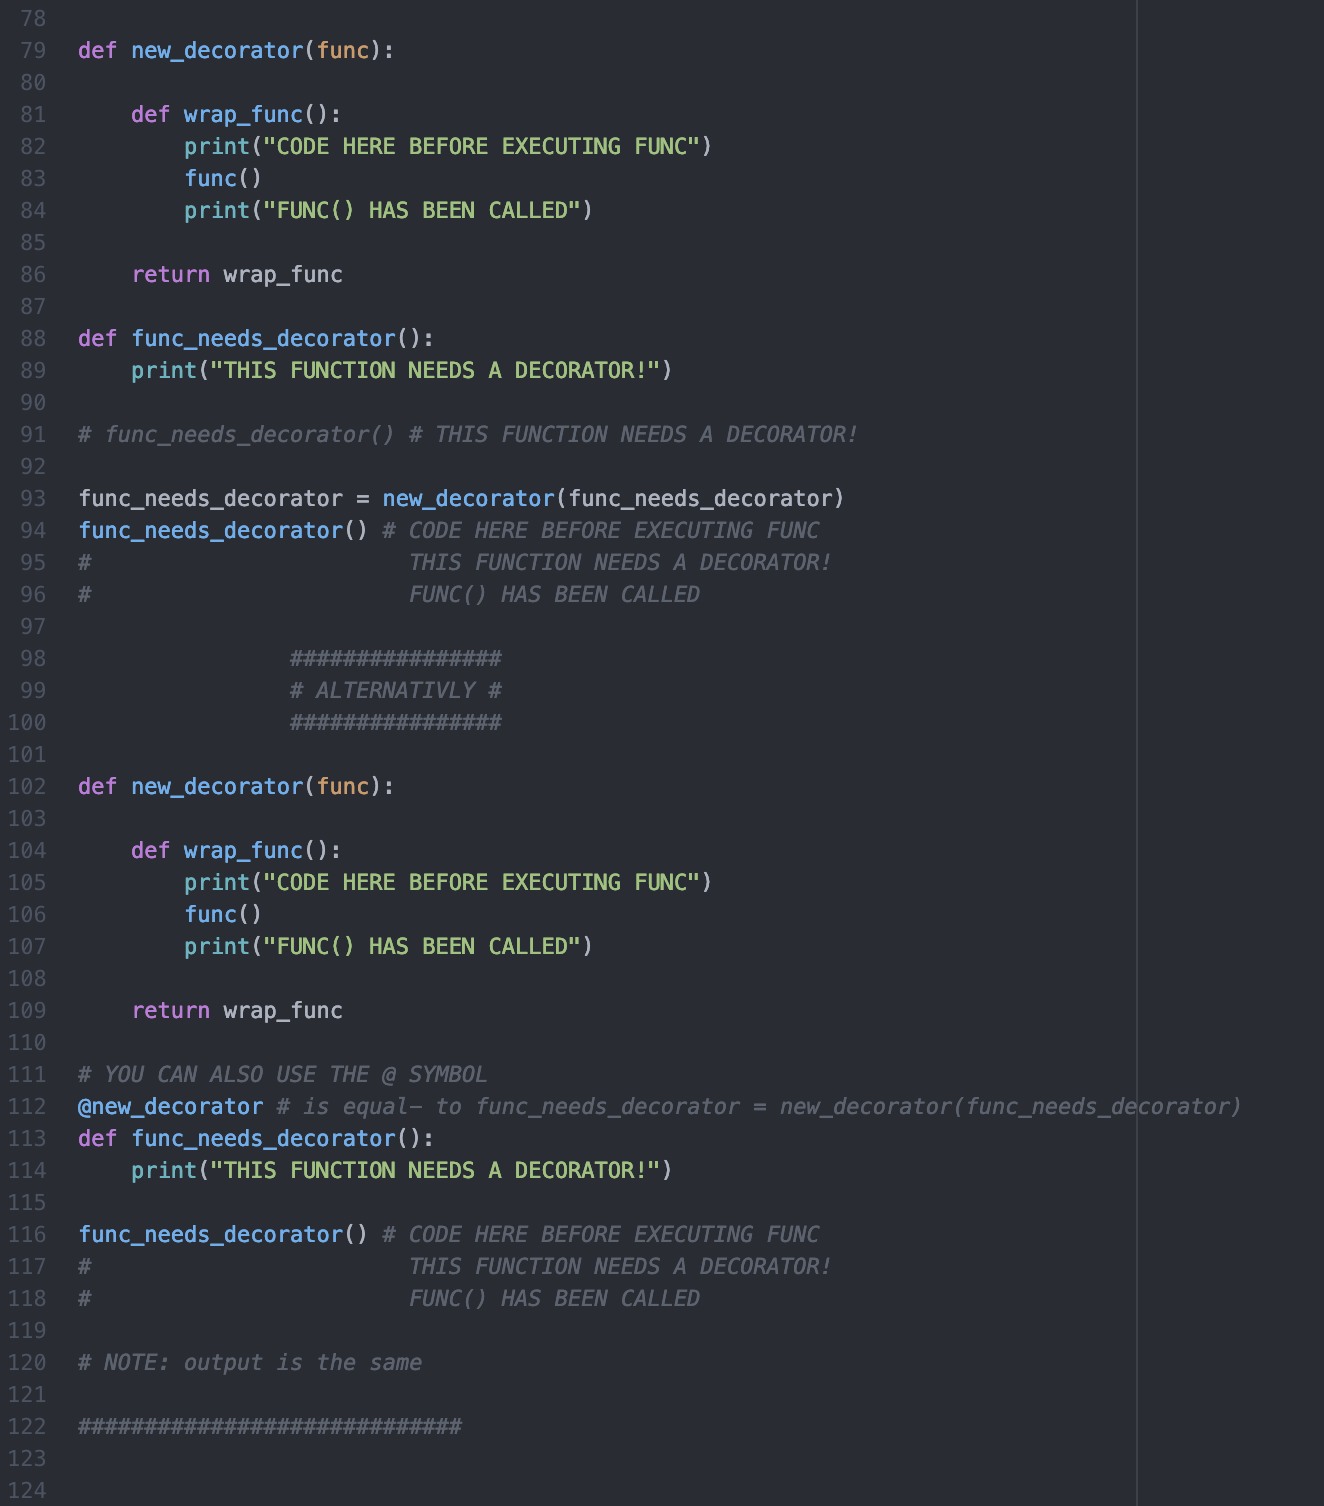 78
79 def new_decorator(func):
80
81     def wrap_func():
82         print("CODE HERE BEFORE EXECUTING FUNC")
83         func()
84         print("FUNC() HAS BEEN CALLED")
85
86     return wrap_func
87
88 def func_needs_decorator():
89     print("THIS FUNCTION NEEDS A DECORATOR!")
90
91 # func_needs_decorator() # THIS FUNCTION NEEDS A DECORATOR!
92
93 func_needs_decorator = new_decorator(func_needs_decorator)
94 func_needs_decorator() # CODE HERE BEFORE EXECUTING FUNC
95 #                        THIS FUNCTION NEEDS A DECORATOR!
96 #                        FUNC() HAS BEEN CALLED
97
98                 ################
99                 # ALTERNATIVLY #
100                 ################
101
102 def new_decorator(func):
103
104     def wrap_func():
105         print("CODE HERE BEFORE EXECUTING FUNC")
106         func()
107         print("FUNC() HAS BEEN CALLED")
108
109     return wrap_func
110
111 # YOU CAN ALSO USE THE @ SYMBOL
112 @new_decorator # is equal- to func_needs_decorator = new_decorator(func_needs_decorator)
113 def func_needs_decorator():
114     print("THIS FUNCTION NEEDS A DECORATOR!")
115
116 func_needs_decorator() # CODE HERE BEFORE EXECUTING FUNC
117 #                        THIS FUNCTION NEEDS A DECORATOR!
118 #                        FUNC() HAS BEEN CALLED
119
120 # NOTE: output is the same
121
122 #############################
123
124